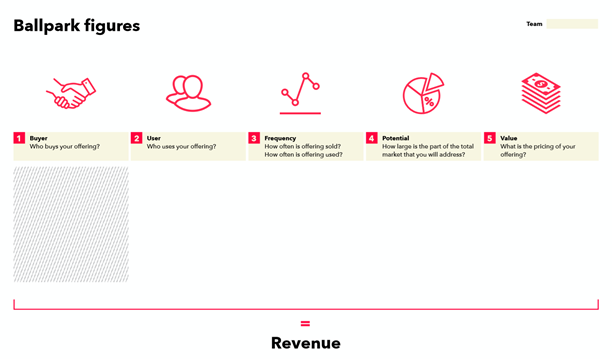 Ballpark figures
Team
%
1 Buyer
Who buys your offering?
2 User
Who uses your offering?
3 Frequency
How often is offering sold?
How often is offering used?
4 Potential
How large is the part of the total
market that you will address?
5 Value
What is the pricing of your
offering?
=
Revenue